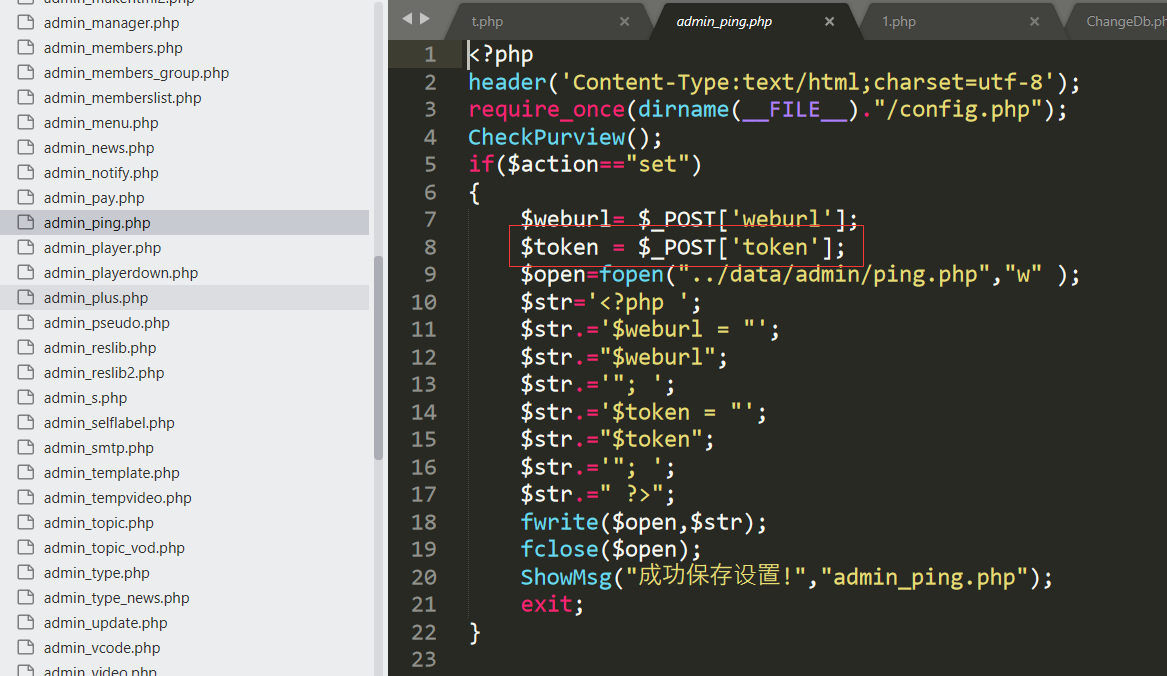 admin_makehtml2.php
admin_manager.php
admin_members.php
admin_members_group.php
admin_memberslist.php
admin_menu.php
admin_news.php
admin_notify.php
admin_pay.php
admin_ping.php
admin_player.php
admin_playerdown.php
admin_plus.php
admin_pseudo.php
admin_reslib.php
admin_reslib2.php
admin_s.php
admin_selflabel.php
admin_smtp.php
admin_template.php
admin_tempvideo.php
admin_topic.php
admin_topic_vod.php
admin_type.php
admin_type_news.php
admin_update.php
admin_vcode.php
admin_video.php
t.php × admin_ping.php × 1.php × ChangeDb.ph
1 <?php
2 header('Content-Type:text/html;charset=utf-8');
3 require_once(dirname(__FILE__)."/config.php");
4 CheckPurview();
5 if($action=="set")
6 {
7 $weburl= $_POST['weburl'];
8 $token = $_POST['token'];
9 $open=fopen("../data/admin/ping.php","w" );
10 $str='<?php ';
11 $str.='$weburl = "';
12 $str.="$weburl";
13 $str.='"; ';
14 $str.='$token = "';
15 $str.="$token";
16 $str.='"; ';
17 $str.=" ?>";
18 fwrite($open,$str);
19 fclose($open);
20 ShowMsg("成功保存设置!","admin_ping.php");
21 exit;
22 }
23